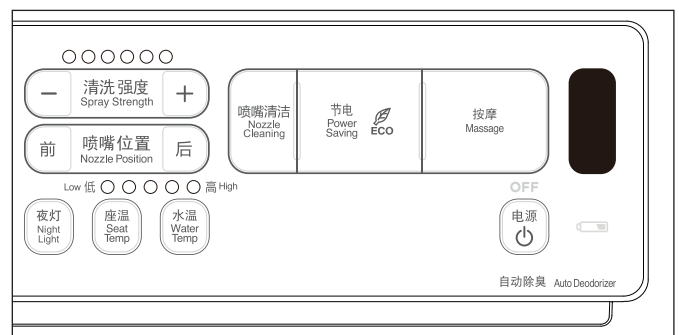 − 清洗强度 +
Spray Strength
前 喷嘴位置 后
Nozzle Position
喷嘴清洁
Nozzle
Cleaning
节电
Power
Saving
ECO
按摩
Massage
Low 低 高 High
夜灯
Night
Light
座温
Seat
Temp
水温
Water
Temp
OFF
电源
自动除臭 Auto Deodorizer